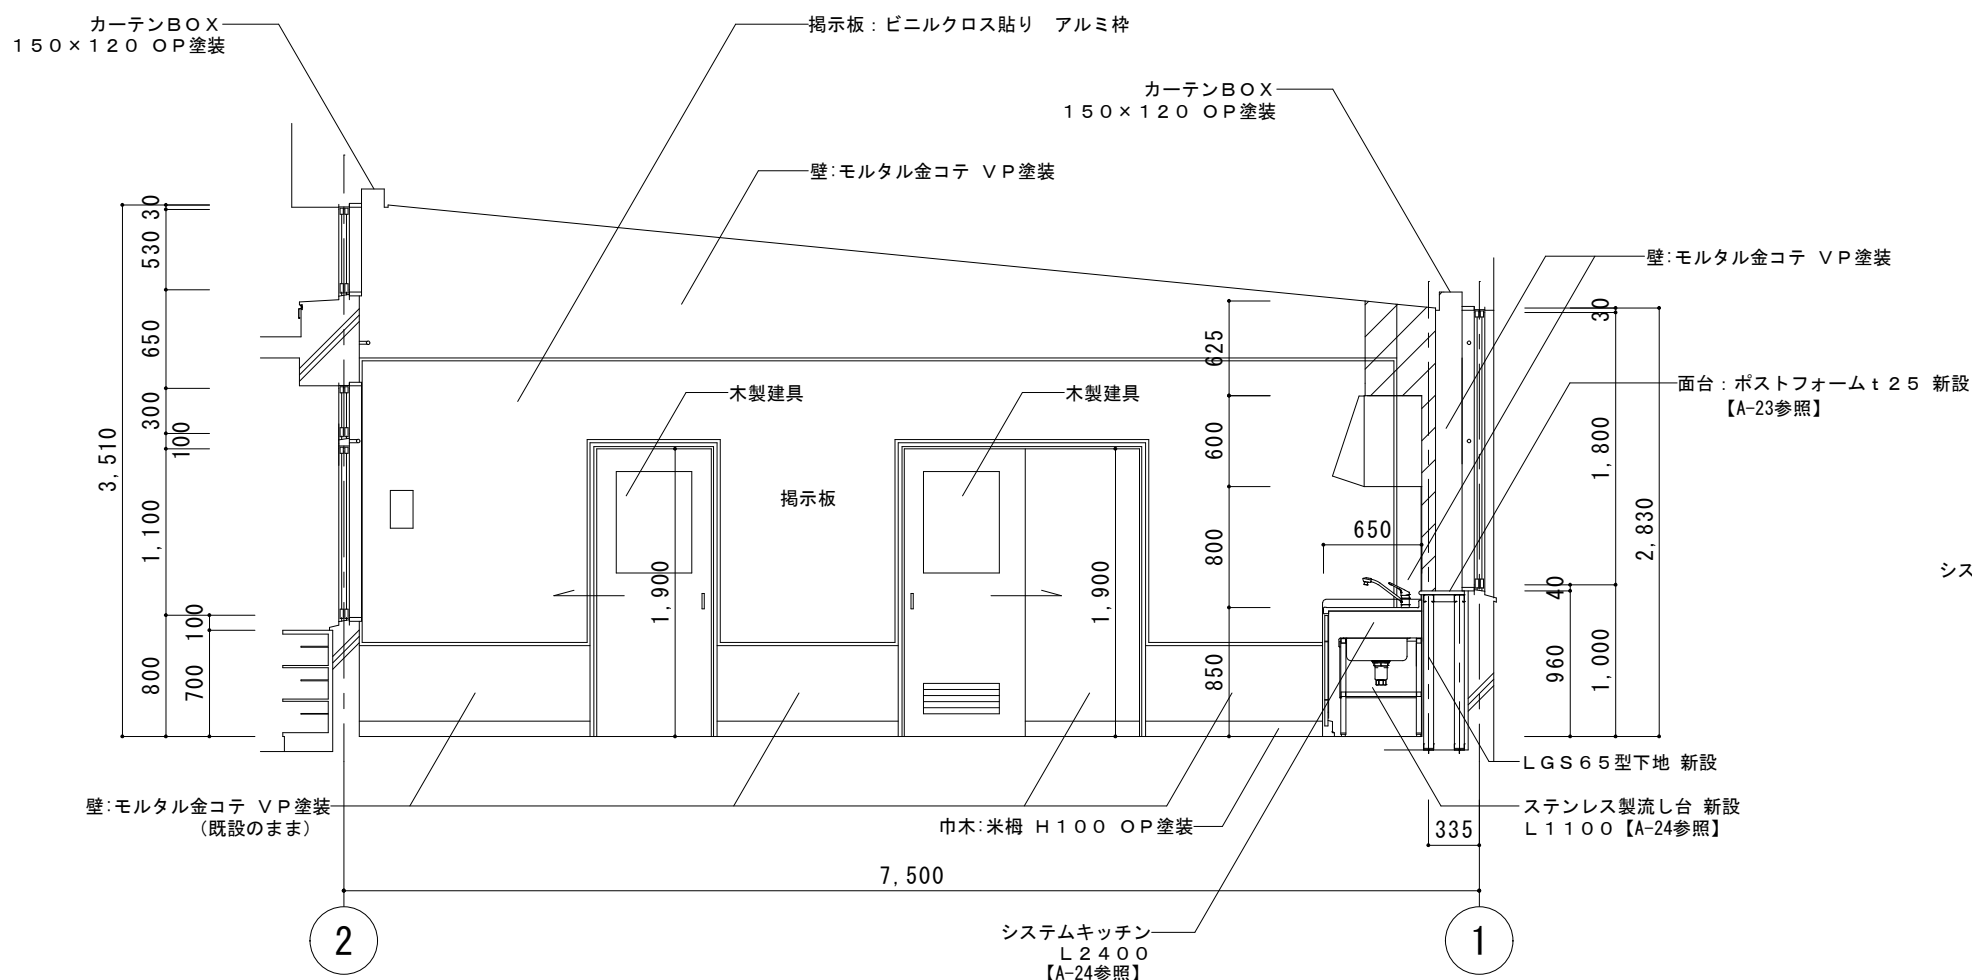 カーテンＢＯＸ
１５０×１２０ ＯＰ塗装
掲示板：ビニルクロス貼り　アルミ枠
カーテンＢＯＸ
１５０×１２０ ＯＰ塗装
壁:モルタル金コテ ＶＰ塗装
壁:モルタル金コテ ＶＰ塗装
30
530
650
300
100
3,510
1,100
100
800
700
木製建具
木製建具
掲示板
1,900
1,900
625
600
800
850
650
30
1,800
2,830
40
960
1,000
面台：ポストフォームｔ２５ 新設
【A-23参照】
シス
ＬＧＳ６５型下地 新設
ステンレス製流し台 新設
Ｌ１１００【A-24参照】
335
壁:モルタル金コテ ＶＰ塗装
（既設のまま）
巾木:米栂 Ｈ１００ ＯＰ塗装
7,500
2
1
システムキッチン
Ｌ２４００
【A-24参照】